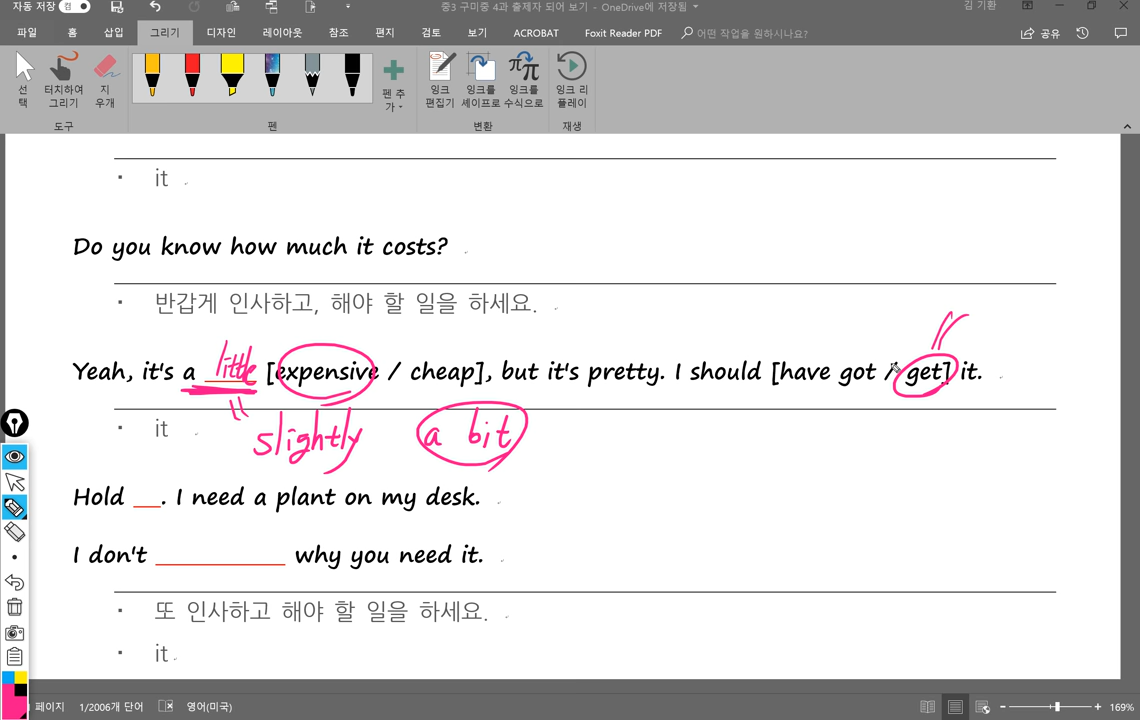 자동 저장 켬 중3 구미중 4과 출제자 되어 보기 - OneDrive에 저장됨 김 기환
파일 홈 삽입 그리기 디자인 레이아웃 참조 편지 검토 보기 ACROBAT Foxit Reader PDF 어떤 작업을 원하시나요? 공유
선택 터치하여 그리기 지우개 펜 추가 잉크 편집기 잉크를 셰이프로 잉크를 수식으로 잉크 리플레이
도구 펜 변환 재생
· it
Do you know how much it costs?
· 반갑게 인사하고, 해야 할 일을 하세요.
Yeah, it's a little [expensive / cheap], but it's pretty. I should [have got / get] it.
· it
slightly a bit
Hold __. I need a plant on my desk.
I don't __________ why you need it.
· 또 인사하고 해야 할 일을 하세요.
· it
페이지 1/2006개 단어 영어(미국) 169%